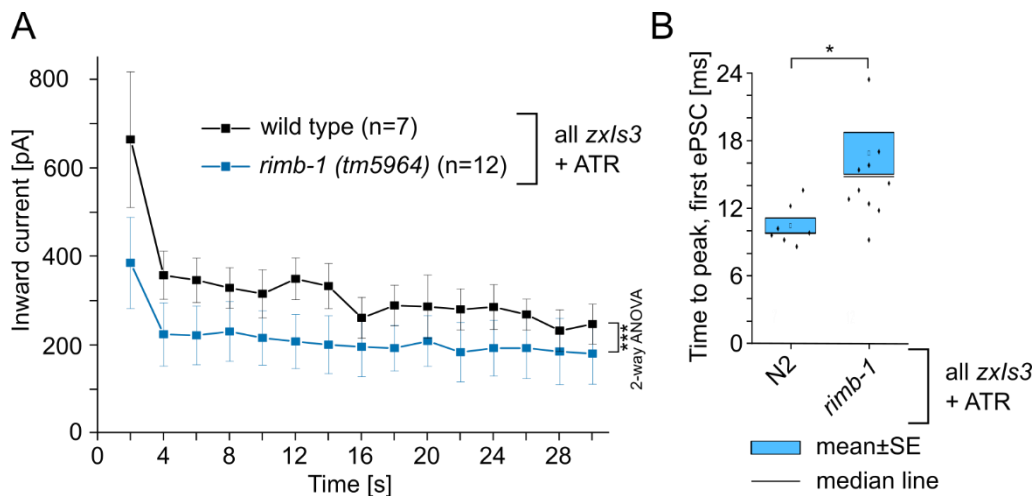 A
Inward current [pA]
800
600
400
200
0
0 4 8 12 16 20 24 28
Time [s]
wild type (n=7)
rimb-1 (tm5964) (n=12)
all zxIs3
+ ATR
***
2-way ANOVA
B
*
Time to peak, first ePSC [ms]
24
18
12
6
0
N2
rimb-1
all zxIs3
+ ATR
mean±SE
median line